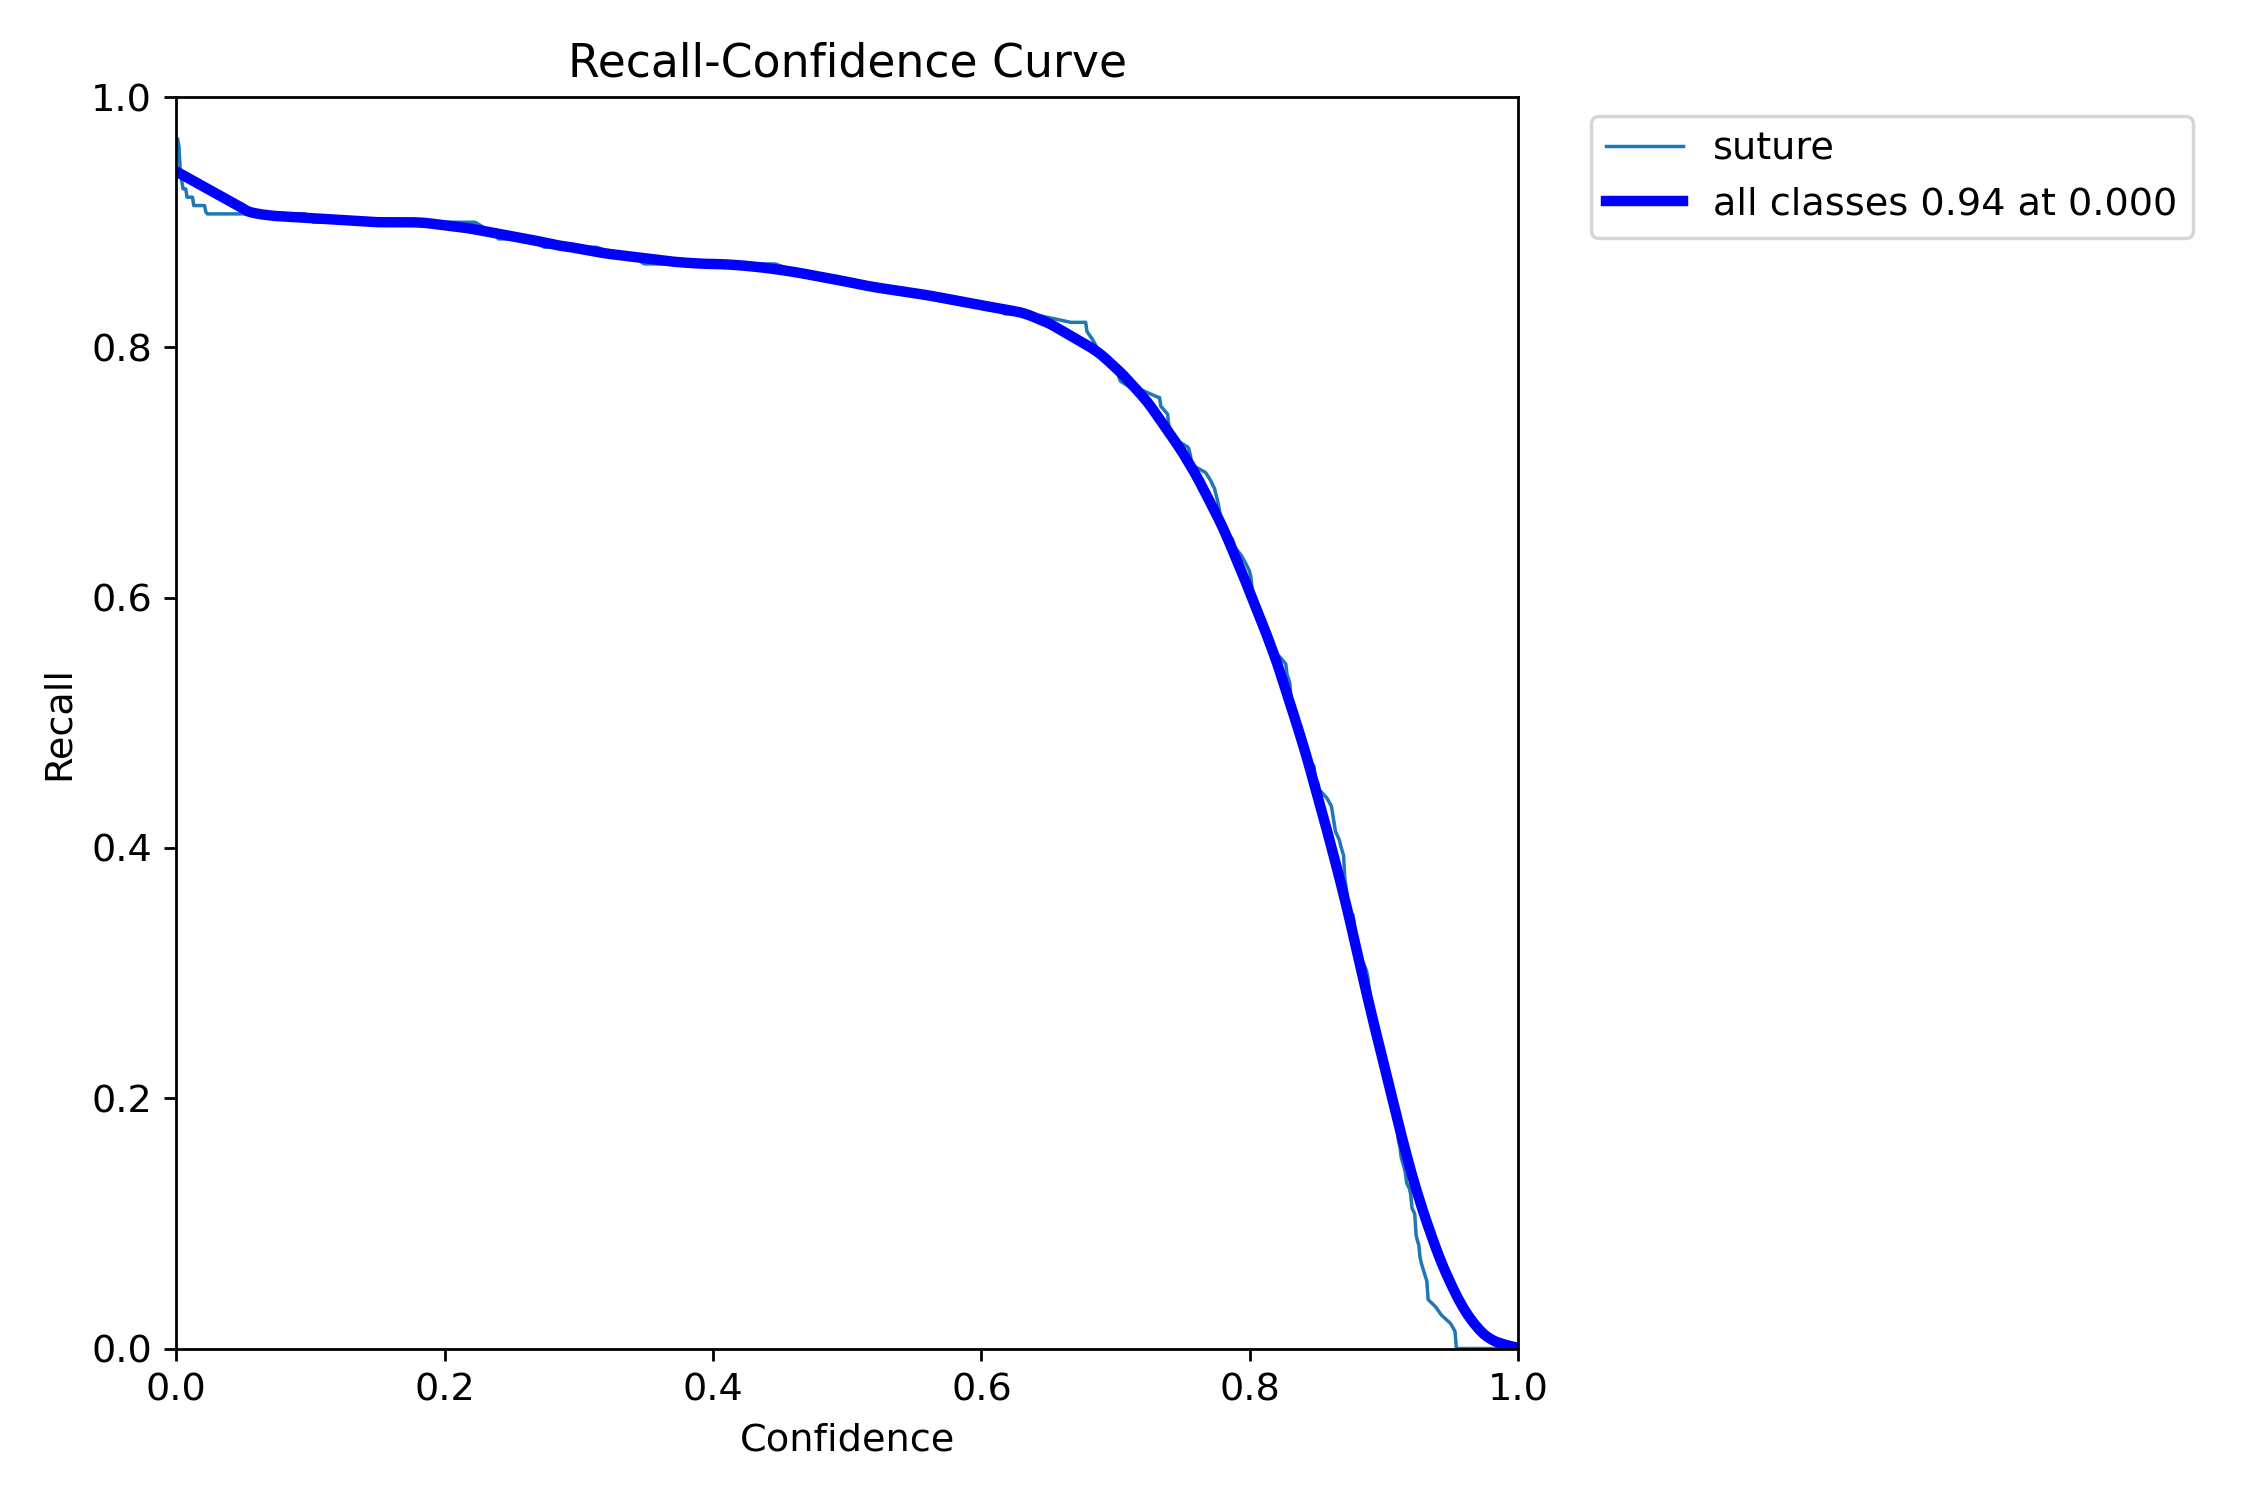 Recall-Confidence Curve
1.0
0.8
0.6
0.4
0.2
0.0
Recall
0.0 0.2 0.4 0.6 0.8 1.0
Confidence
suture
all classes 0.94 at 0.000